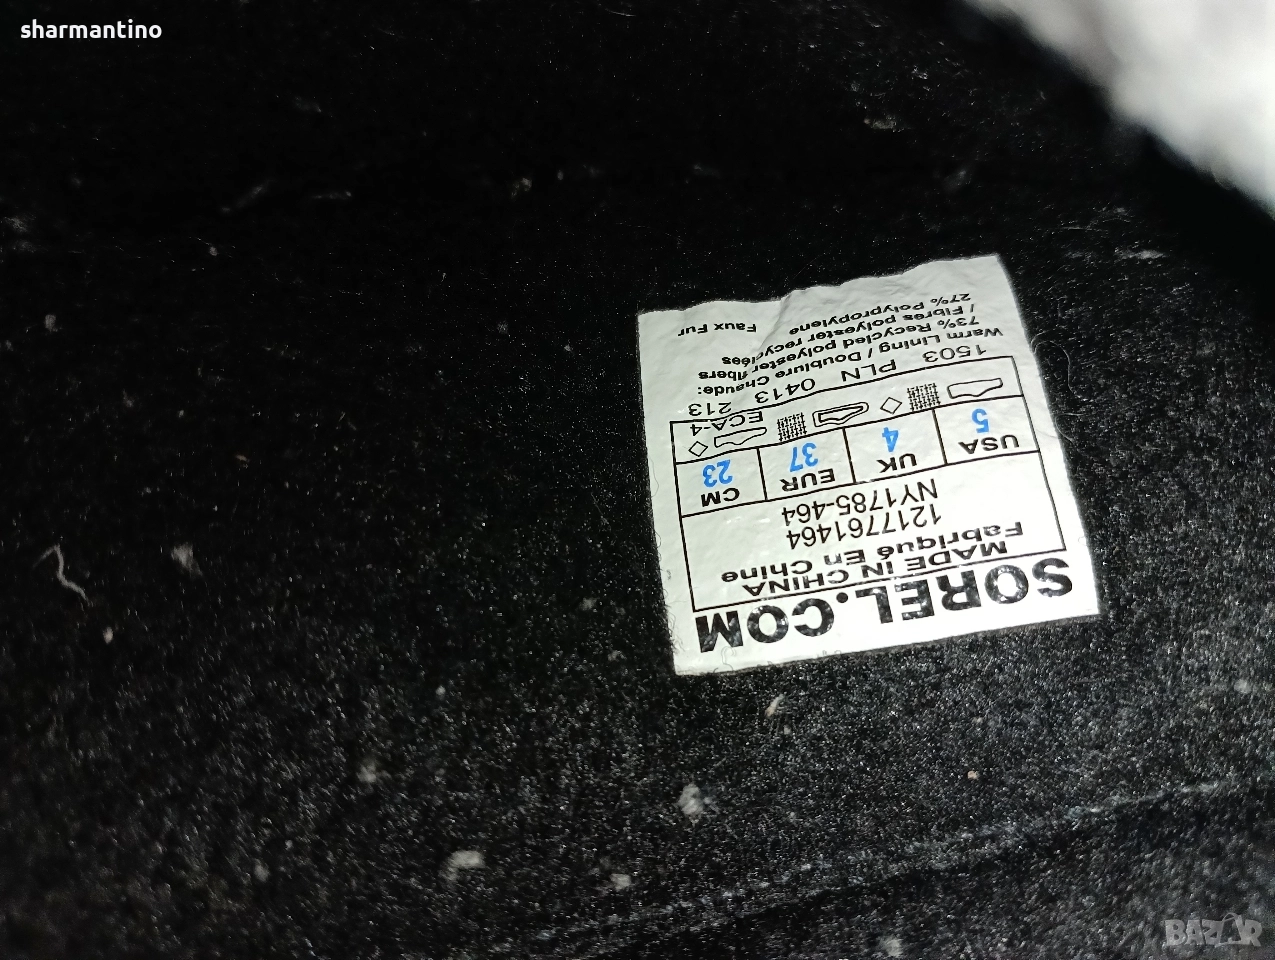 sharmantino
SOREL.COM
MADE IN CHINA
Fabriqué En Chine
1217761464
NY1785-464
USA UK EUR CM
5 4 37 23
ECA-4
1503 PLN 0413 213
Warm Lining / Doublure Chaude:
73% Recycled polyester fibers
/ Fibres polyester recyclées
27% Polypropylene
Faux Fur
BAZAR